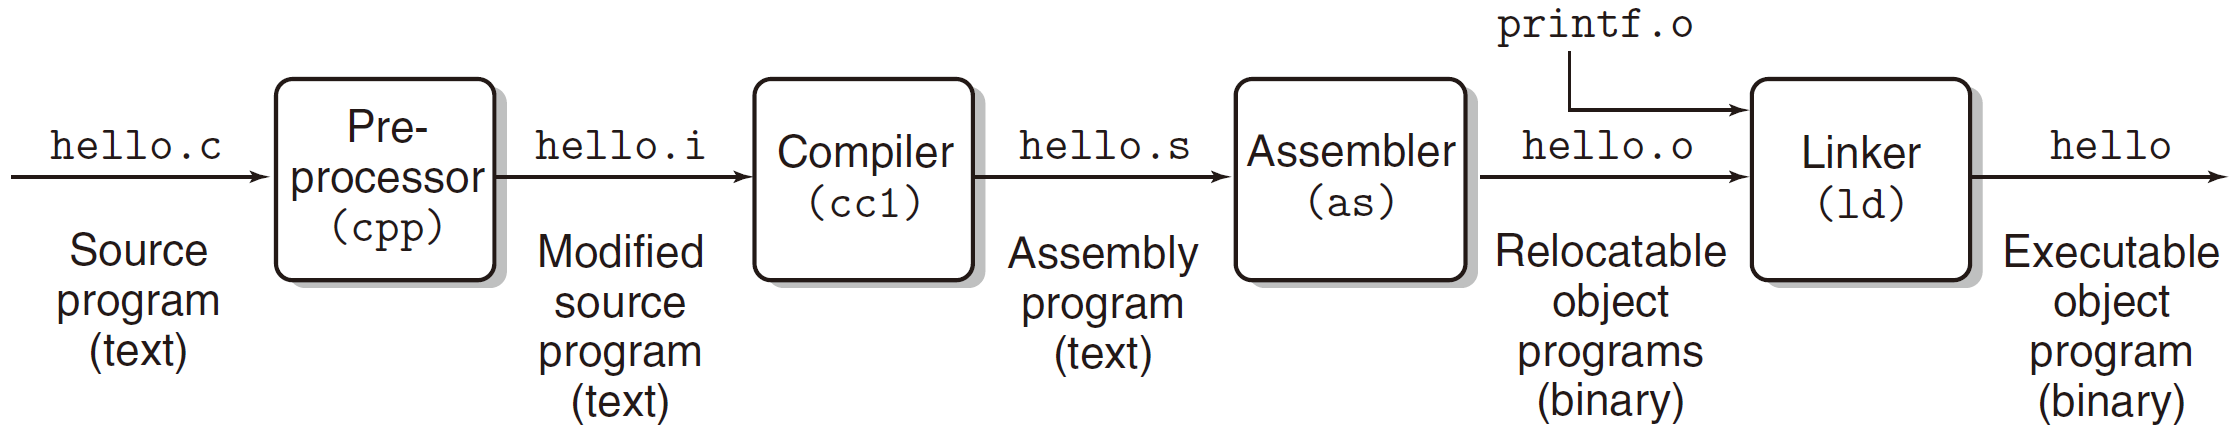 printf.o
hello.c
Pre-
processor
(cpp)
hello.i
Compiler
(cc1)
hello.s
Assembler
(as)
hello.o
Linker
(ld)
hello
Source
program
(text)
Modified
source
program
(text)
Assembly
program
(text)
Relocatable
object
programs
(binary)
Executable
object
program
(binary)